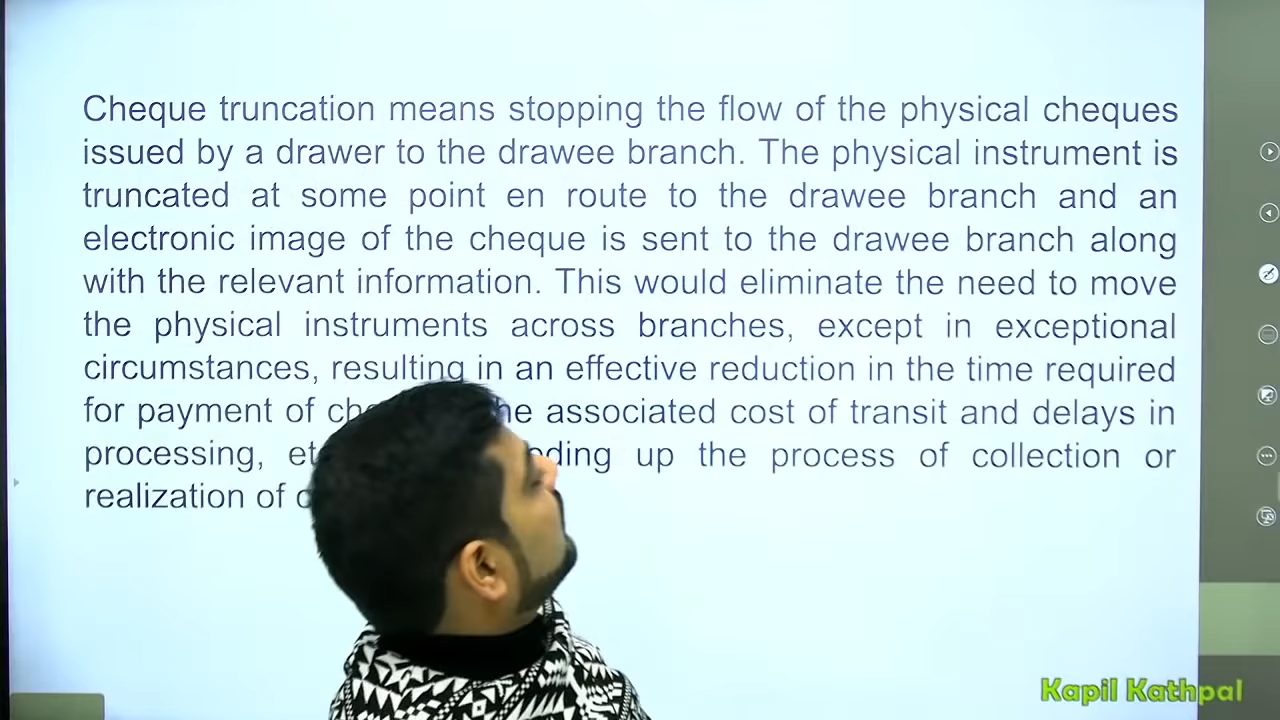 Cheque truncation means stopping the flow of the physical cheques
issued by a drawer to the drawee branch. The physical instrument is
truncated at some point en route to the drawee branch and an
electronic image of the cheque is sent to the drawee branch along
with the relevant information. This would eliminate the need to move
the physical instruments across branches, except in exceptional
circumstances, resulting in an effective reduction in the time required
for payment of associated cost of transit and delays in
processing, up the process of collection or
realization of
Kapil Kathpal